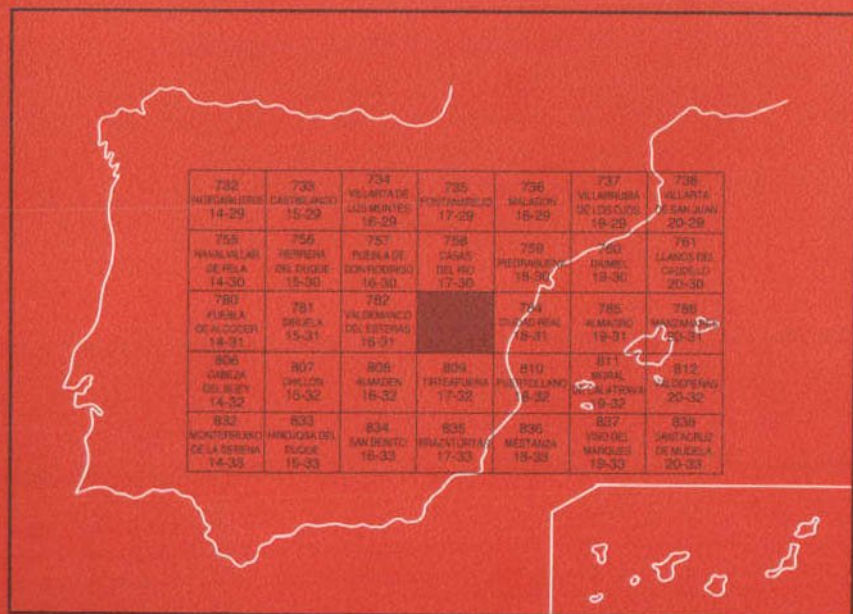 732
VALDECABALLEROS
14-29
733
CASTILBLANCO
15-29
734
VILLARTA DE
LOS MONTES
16-29
735
FONTANAREJO
17-29
736
MALAGON
18-29
737
VILLARRUBIA
DE LOS OJOS
19-29
738
VILLARTA
DE SAN JUAN
20-29
755
NAVALVILLAR
DE PELA
14-30
756
HERRERA
DEL DUQUE
15-30
757
PUEBLA DE
DON RODRIGO
16-30
758
CASAS
DEL RIO
17-30
759
PIEDRABUENA
18-30
760
DAIMIEL
19-30
761
LLANOS DEL
CAUDILLO
20-30
780
PUEBLA
DE ALCOCER
14-31
781
SIRUELA
15-31
782
VALDEMANCO
DEL ESTERAS
16-31
784
CIUDAD REAL
18-31
785
ALMAGRO
19-31
786
MANZANARES
20-31
806
CABEZA
DEL BUEY
14-32
807
CHILLON
15-32
808
ALMADEN
16-32
809
TIRTEAFUERA
17-32
810
PUERTOLLANO
18-32
811
MORAL
DE CALATRAVA
19-32
812
VALDEPEÑAS
20-32
832
MONTERRUBIO
DE LA SERENA
14-33
833
HINOJOSA DEL
DUQUE
15-33
834
SAN BENITO
16-33
835
BRAZATORTAS
17-33
836
MESTANZA
18-33
837
VISO DEL
MARQUES
19-33
838
SANTA CRUZ
DE MUDELA
20-33